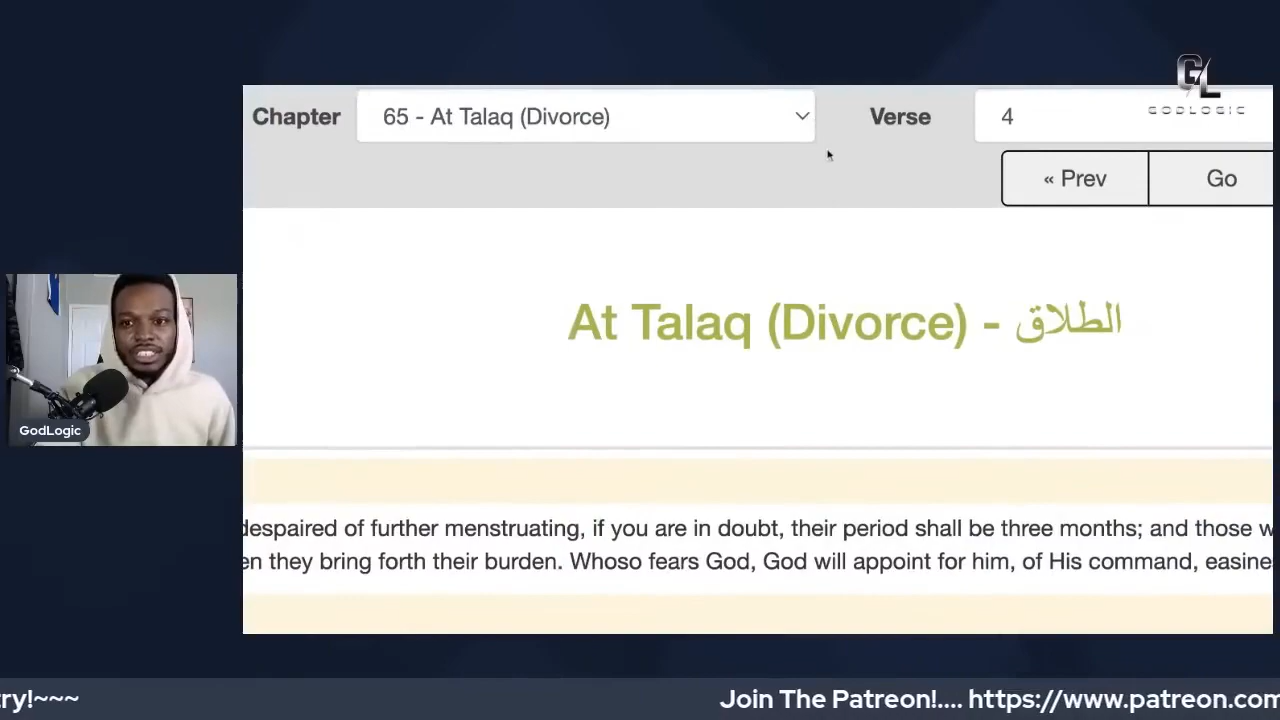 GL
GODLOGIC
Chapter 65 - At Talaq (Divorce) Verse 4
« Prev Go
At Talaq (Divorce) - الطلاق
despaired of further menstruating, if you are in doubt, their period shall be three months; and those w
en they bring forth their burden. Whoso fears God, God will appoint for him, of His command, easine
GodLogic
try!~~~ Join The Patreon!.... https://www.patreon.com